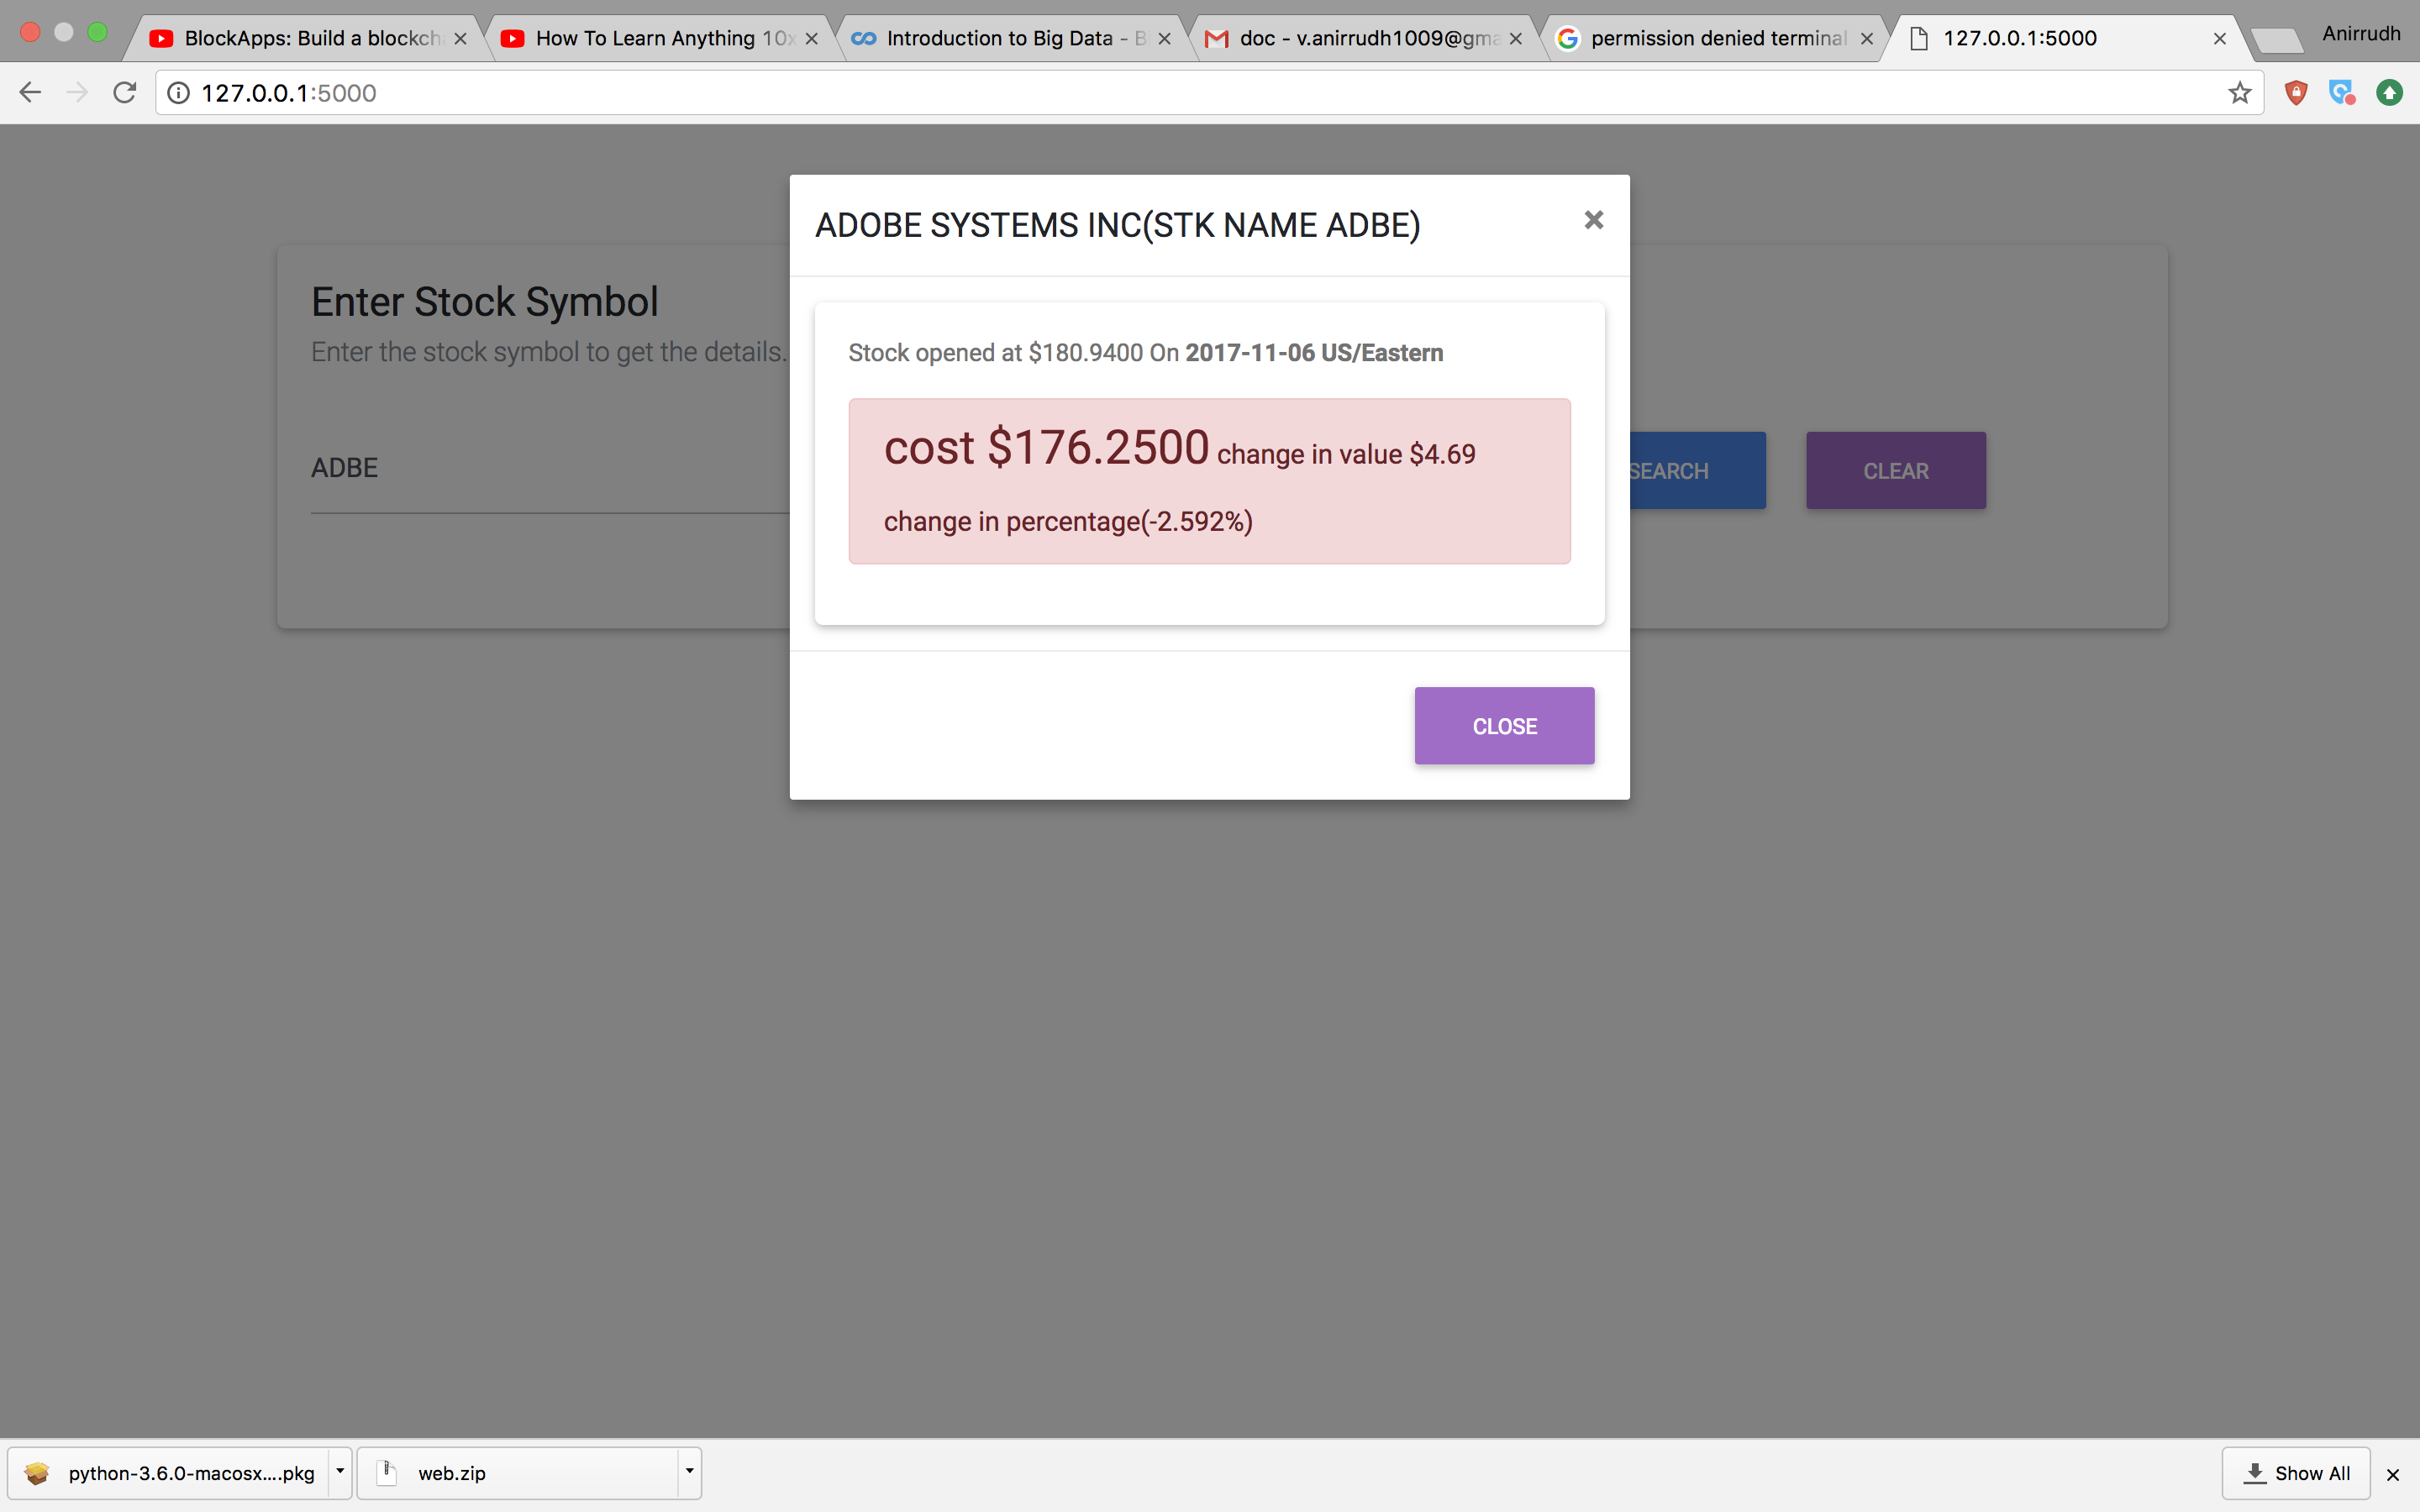 BlockApps: Build a blockch
How To Learn Anything 10x
Introduction to Big Data - B
doc - v.anirrudh1009@gma
permission denied terminal
127.0.0.1:5000
Anirrudh
127.0.0.1:5000
ADOBE SYSTEMS INC(STK NAME ADBE)
×
Enter Stock Symbol
Enter the stock symbol to get the details.
Stock opened at $180.9400 On 2017-11-06 US/Eastern
cost $176.2500 change in value $4.69
change in percentage(-2.592%)
ADBE
SEARCH
CLEAR
CLOSE
python-3.6.0-macosx....pkg
web.zip
Show All